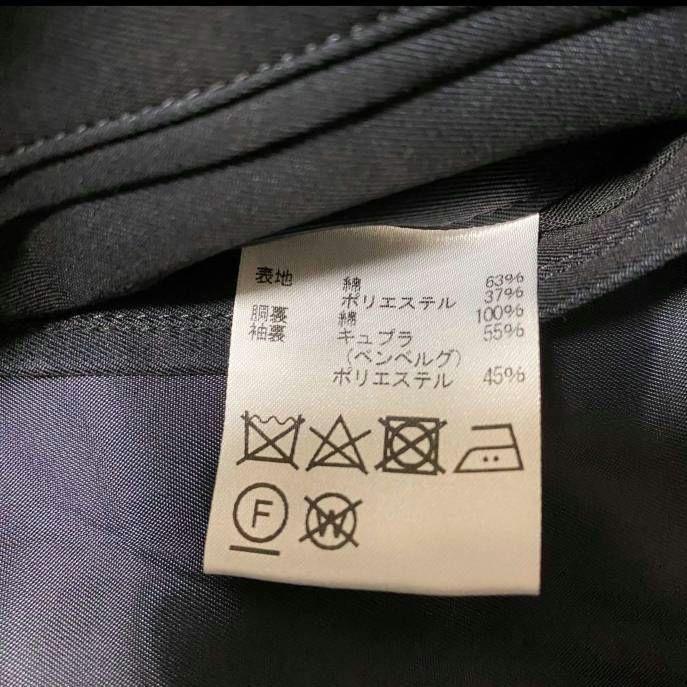 表地 綿 63%
ポリエステル 37%
胴裏 綿 100%
袖裏 キュプラ 55%
(ベンベルグ)
ポリエステル 45%
F W